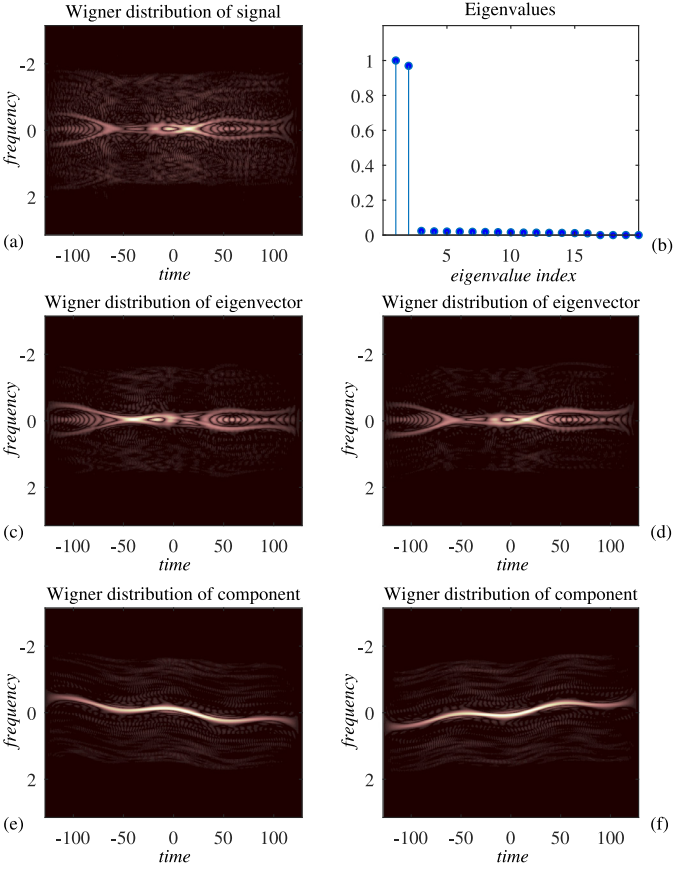 Wigner distribution of signal
-2
0
2
frequency
-100 -50 0 50 100
time
(a)
Eigenvalues
1
0.8
0.6
0.4
0.2
0
5 10 15
eigenvalue index
(b)
Wigner distribution of eigenvector
-2
0
2
frequency
-100 -50 0 50 100
time
(c)
Wigner distribution of eigenvector
-2
0
2
frequency
-100 -50 0 50 100
time
(d)
Wigner distribution of component
-2
0
2
frequency
-100 -50 0 50 100
time
(e)
Wigner distribution of component
-2
0
2
frequency
-100 -50 0 50 100
time
(f)